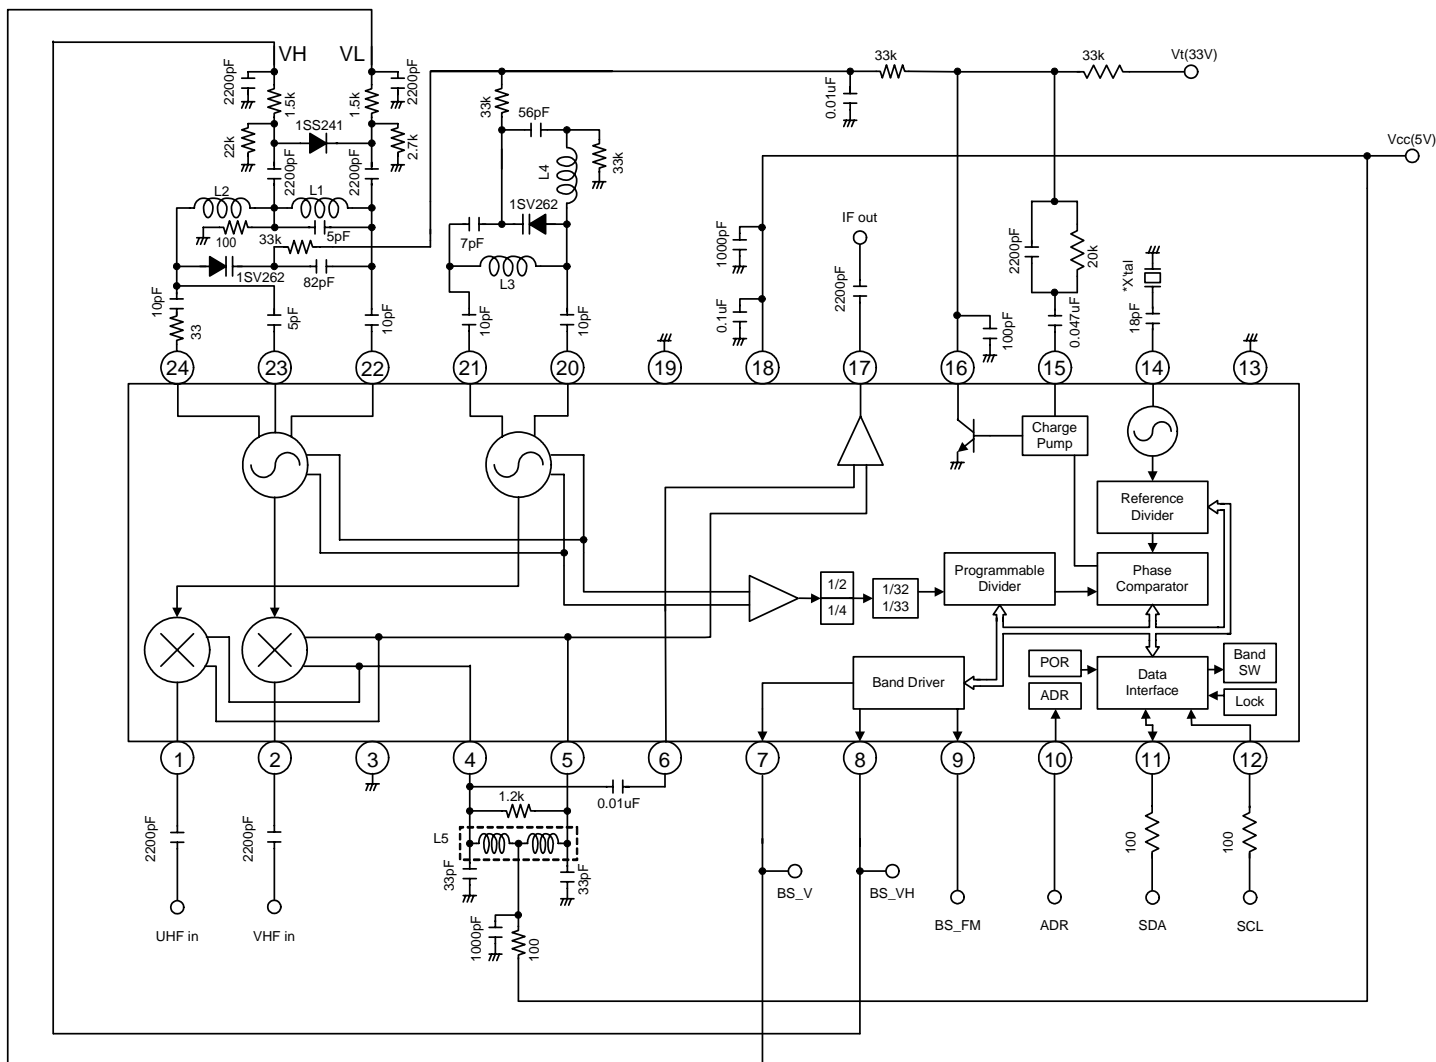 VH
VL
33k
33k
Vt(33V)
2200pF
1.5k
1.5k
2200pF
33k
56pF
0.01uF
1SS241
22k
2.7k
33k
Vcc(5V)
2200pF
2200pF
L4
L2
L1
1SV262
IF out
100
33k
5pF
7pF
1000pF
2200pF
20k
*X'tal
1SV262
82pF
L3
2200pF
10pF
33
5pF
10pF
10pF
10pF
0.1uF
100pF
0.047uF
18pF
24
23
22
21
20
19
18
17
16
15
14
13
Charge
Pump
Reference
Divider
Programmable
Divider
Phase
Comparator
1/2
1/4
1/32
1/33
Band Driver
POR
ADR
Data
Interface
Band
SW
Lock
1
2
3
4
5
6
7
8
9
10
11
12
1.2k
0.01uF
L5
2200pF
2200pF
33pF
33pF
100
100
1000pF
100
BS_V
BS_VH
UHF in
VHF in
BS_FM
ADR
SDA
SCL